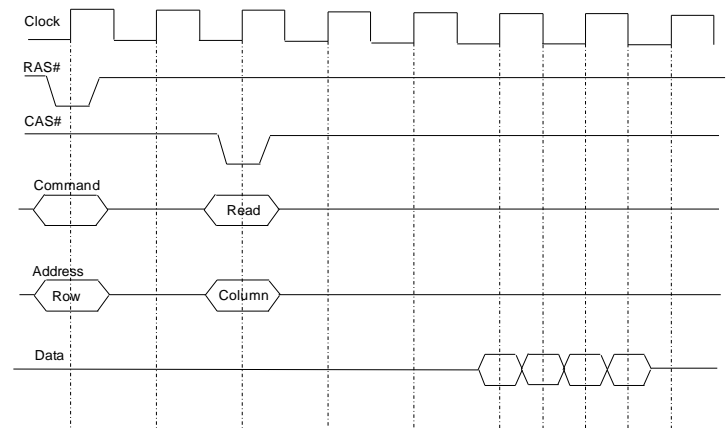 Clock
RAS#
CAS#
Command
Read
Address
Row
Column
Data